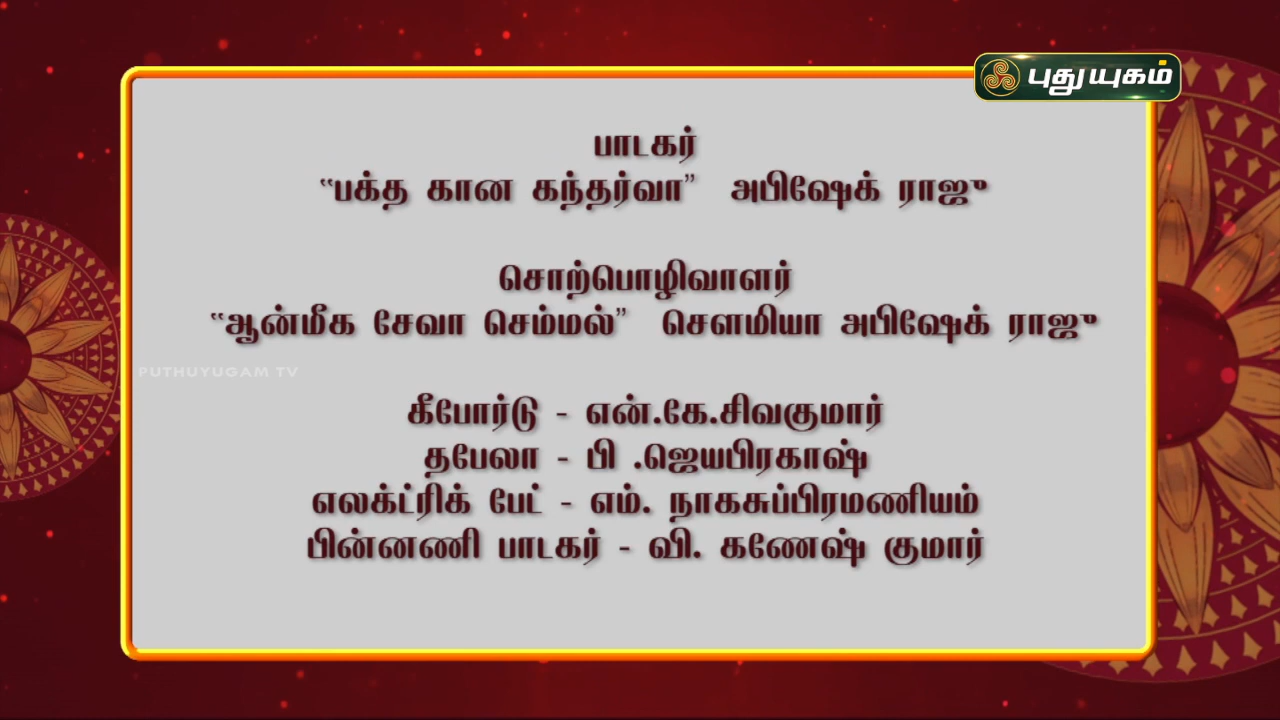 புதுயுகம்
பாடகர்
“பக்த கான கந்தர்வா” அபிஷேக் ராஜு
சொற்பொழிவாளர்
“ஆன்மீக சேவா செம்மல்” சௌமியா அபிஷேக் ராஜு
PUTHUYUGAM TV
கீபோர்டு - என்.கே.சிவகுமார்
தபேலா - பி .ஜெயபிரகாஷ்
எலக்ட்ரிக் பேட் - எம். நாகசுப்பிரமணியம்
பின்னணி பாடகர் - வி. கணேஷ் குமார்